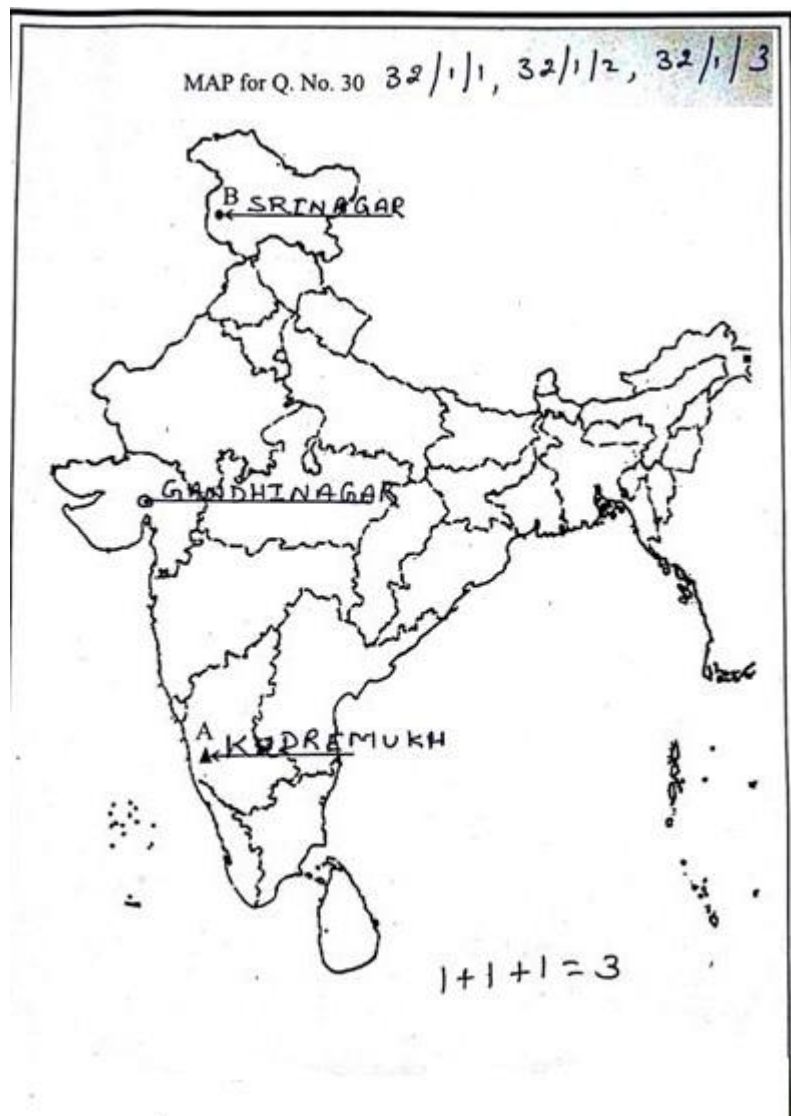 MAP for Q. No. 30 32/1/1, 32/1/2, 32/1/3
B SRINAGAR
GANDHINAGAR
A
KUDREMUKH
1+1+1=3